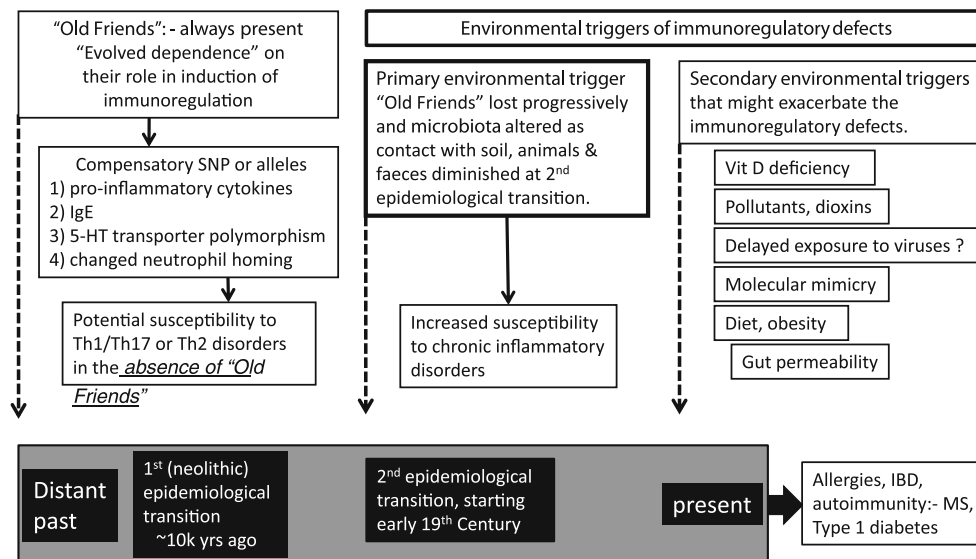 "Old Friends":- always present
"Evolved dependence" on
their role in induction of
immunoregulation
Compensatory SNP or alleles
1) pro-inflammatory cytokines
2) IgE
3) 5-HT transporter polymorphism
4) changed neutrophil homing
Potential susceptibility to
Th1/Th17 or Th2 disorders
in the absence of "Old
Friends"
Environmental triggers of immunoregulatory defects
Primary environmental trigger
"Old Friends" lost progressively
and microbiota altered as
contact with soil, animals &
faeces diminished at 2nd
epidemiological transition.
Increased susceptibility
to chronic inflammatory
disorders
Secondary environmental triggers
that might exacerbate the
immunoregulatory defects.
Vit D deficiency
Pollutants, dioxins
Delayed exposure to viruses ?
Molecular mimicry
Diet, obesity
Gut permeability
Distant
past
1st (neolithic)
epidemiological
transition
~10k yrs ago
2nd epidemiological
transition, starting
early 19th Century
present
Allergies, IBD,
autoimmunity:- MS,
Type 1 diabetes